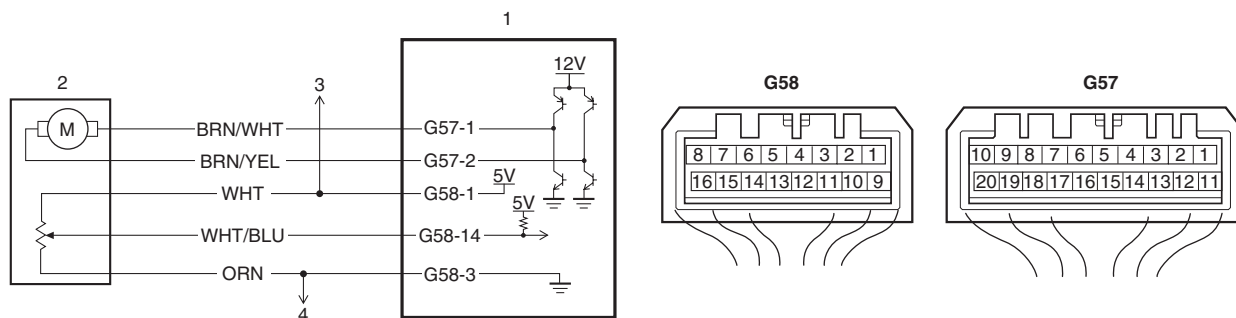 1
2
3
12V
M
BRN/WHT
G57-1
BRN/YEL
G57-2
WHT
G58-1
5V
5V
WHT/BLU
G58-14
ORN
G58-3
4
G58
8 7 6 5 4 3 2 1
16 15 14 13 12 11 10 9
G57
10 9 8 7 6 5 4 3 2 1
20 19 18 17 16 15 14 13 12 11